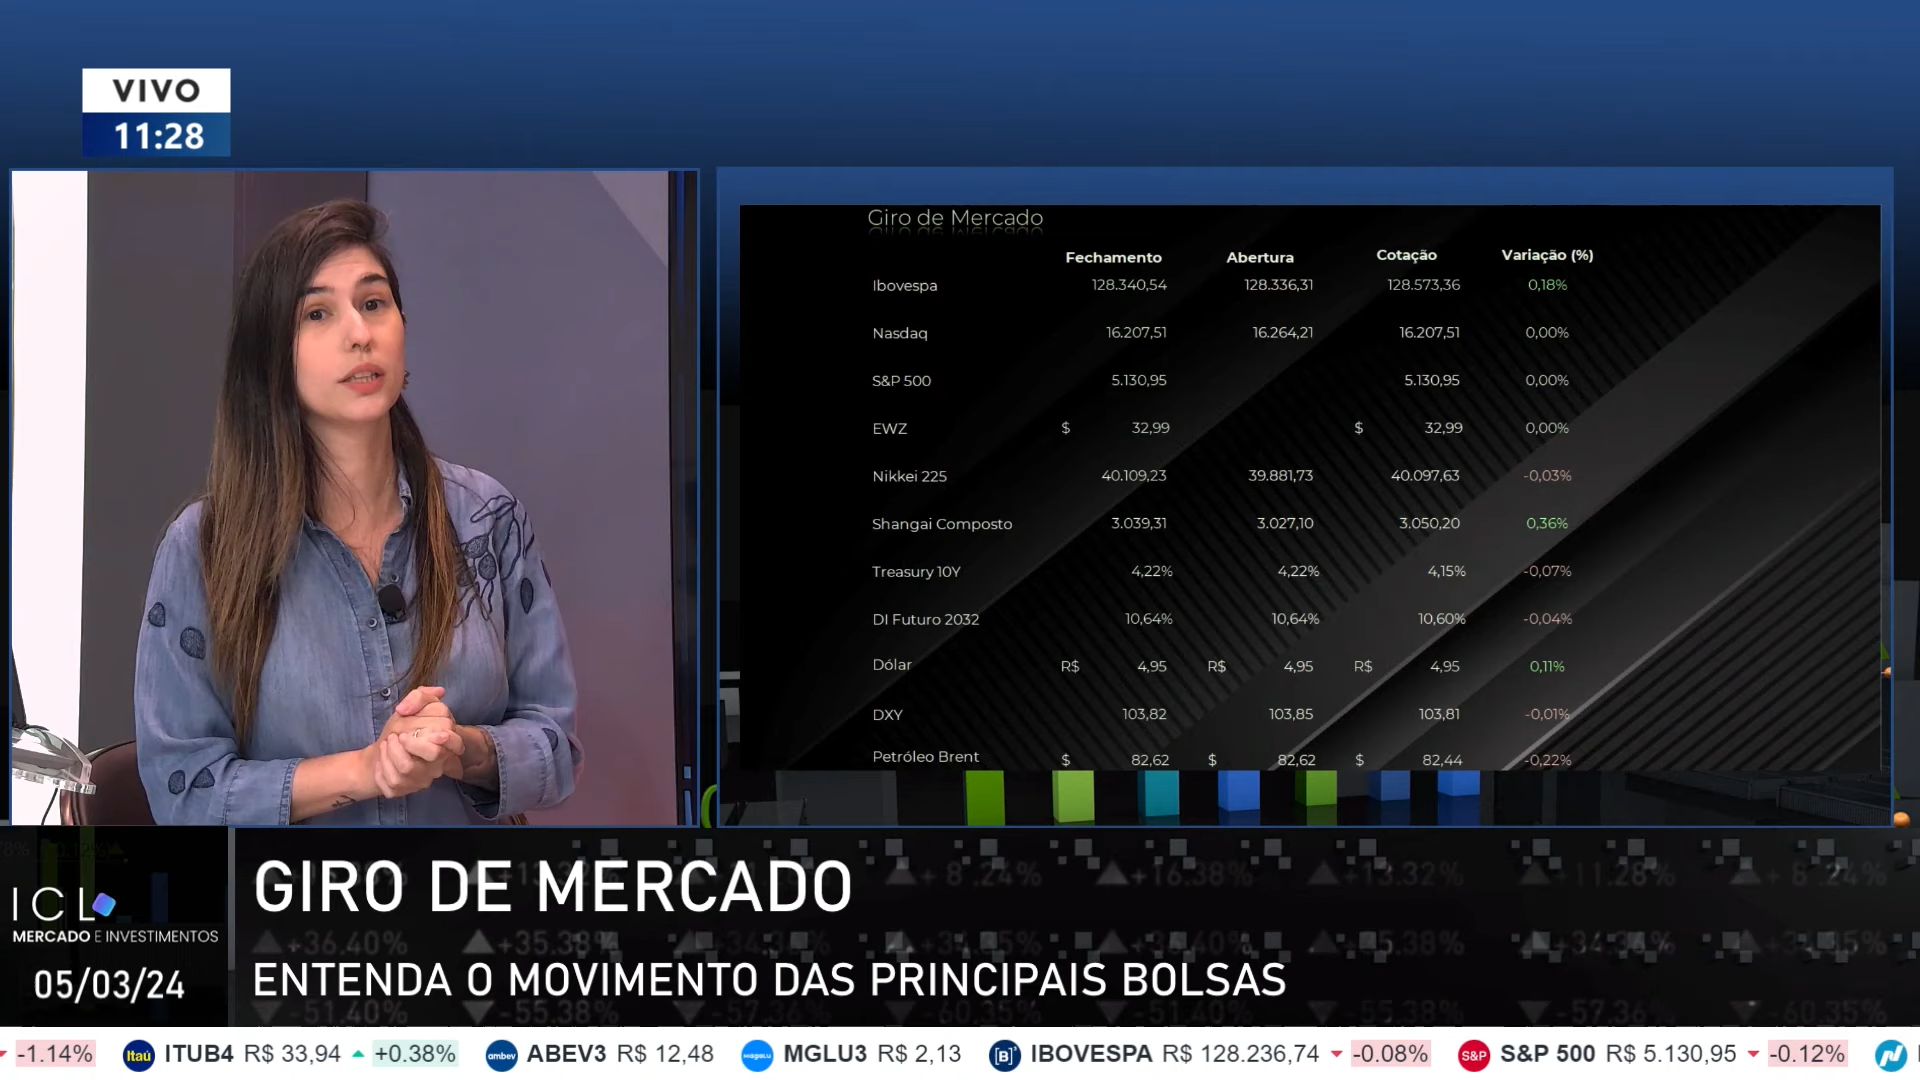 VIVO
11:28
Giro de Mercado
Fechamento Abertura Cotação Variação (%)
Ibovespa 128.340,54 128.336,31 128.573,36 0,18%
Nasdaq 16.207,51 16.264,21 16.207,51 0,00%
S&P 500 5.130,95 5.130,95 0,00%
EWZ $ 32,99 $ 32,99 0,00%
Nikkei 225 40.109,23 39.881,73 40.097,63 -0,03%
Shangai Composto 3.039,31 3.027,10 3.050,20 0,36%
Treasury 10Y 4,22% 4,22% 4,15% -0,07%
DI Futuro 2032 10,64% 10,64% 10,60% -0,04%
Dólar R$ 4,95 R$ 4,95 R$ 4,95 0,11%
DXY 103,82 103,85 103,81 -0,01%
Petróleo Brent $ 82,62 $ 82,62 $ 82,44 -0,22%
ICL
MERCADO E INVESTIMENTOS
05/03/24
GIRO DE MERCADO
ENTENDA O MOVIMENTO DAS PRINCIPAIS BOLSAS
-1.14% Itaú ITUB4 R$ 33,94 +0.38% ambev ABEV3 R$ 12,48 MGLU3 R$ 2,13 [B]³ IBOVESPA R$ 128.236,74 -0.08% S&P S&P 500 R$ 5.130,95 -0.12%